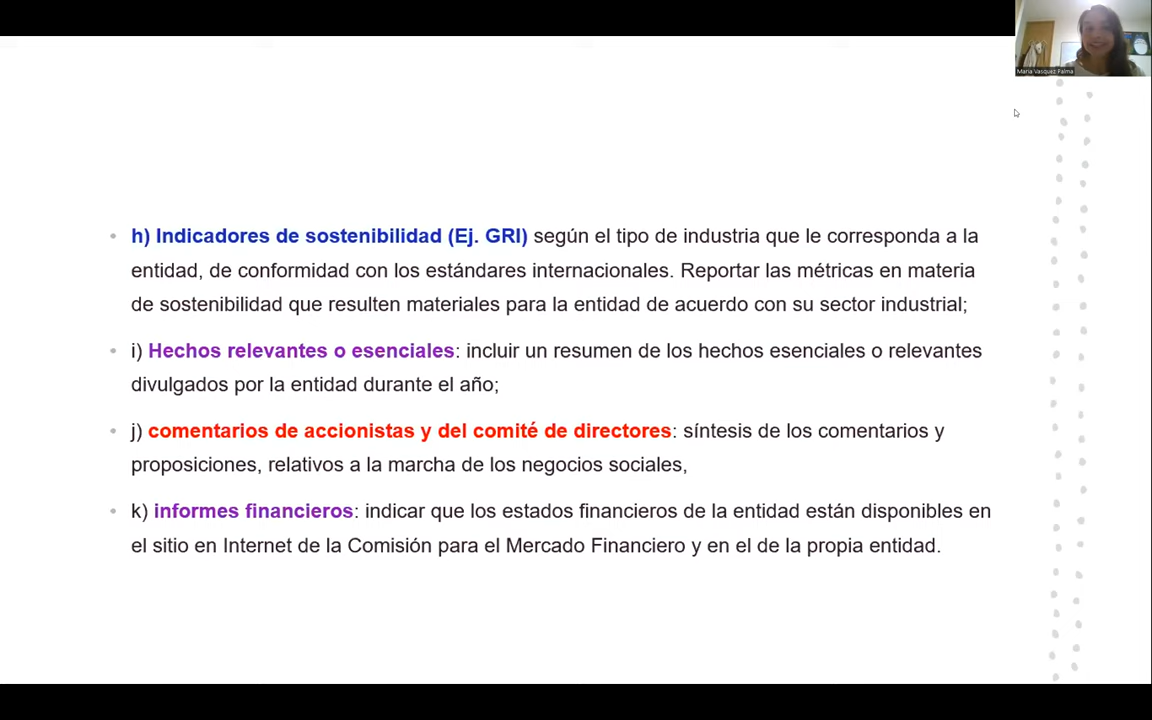 Maria Vasquez Palma
h) Indicadores de sostenibilidad (Ej. GRI) según el tipo de industria que le corresponda a la
entidad, de conformidad con los estándares internacionales. Reportar las métricas en materia
de sostenibilidad que resulten materiales para la entidad de acuerdo con su sector industrial;
i) Hechos relevantes o esenciales: incluir un resumen de los hechos esenciales o relevantes
divulgados por la entidad durante el año;
j) comentarios de accionistas y del comité de directores: síntesis de los comentarios y
proposiciones, relativos a la marcha de los negocios sociales,
k) informes financieros: indicar que los estados financieros de la entidad están disponibles en
el sitio en Internet de la Comisión para el Mercado Financiero y en el de la propia entidad.